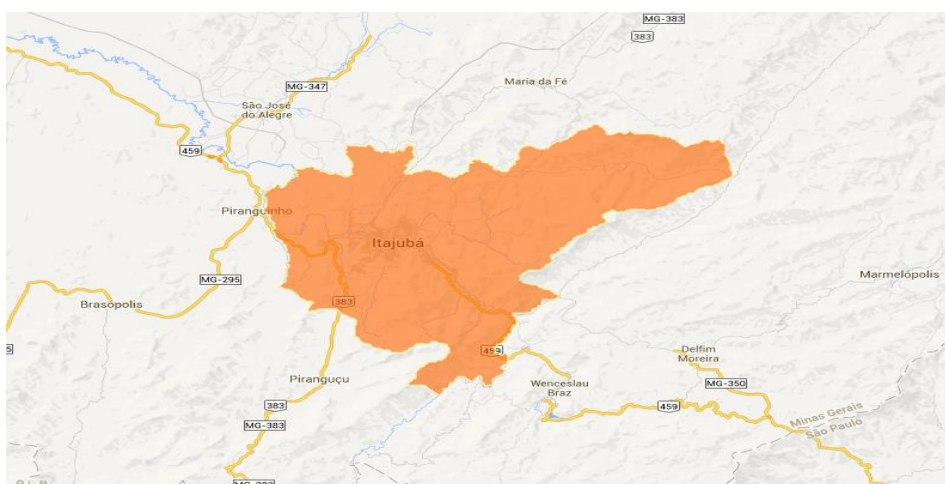 MG-383
383
Maria da Fé
MG-347
São José
do Alegre
459
Piranguinho
Itajubá
MG-295
Marmelópolis
383
Brasópolis
Delfim
Moreira
459
Piranguçu
Wenceslau
Braz
MG-350
383
459
MG-383
Minas Gerais
São Paulo